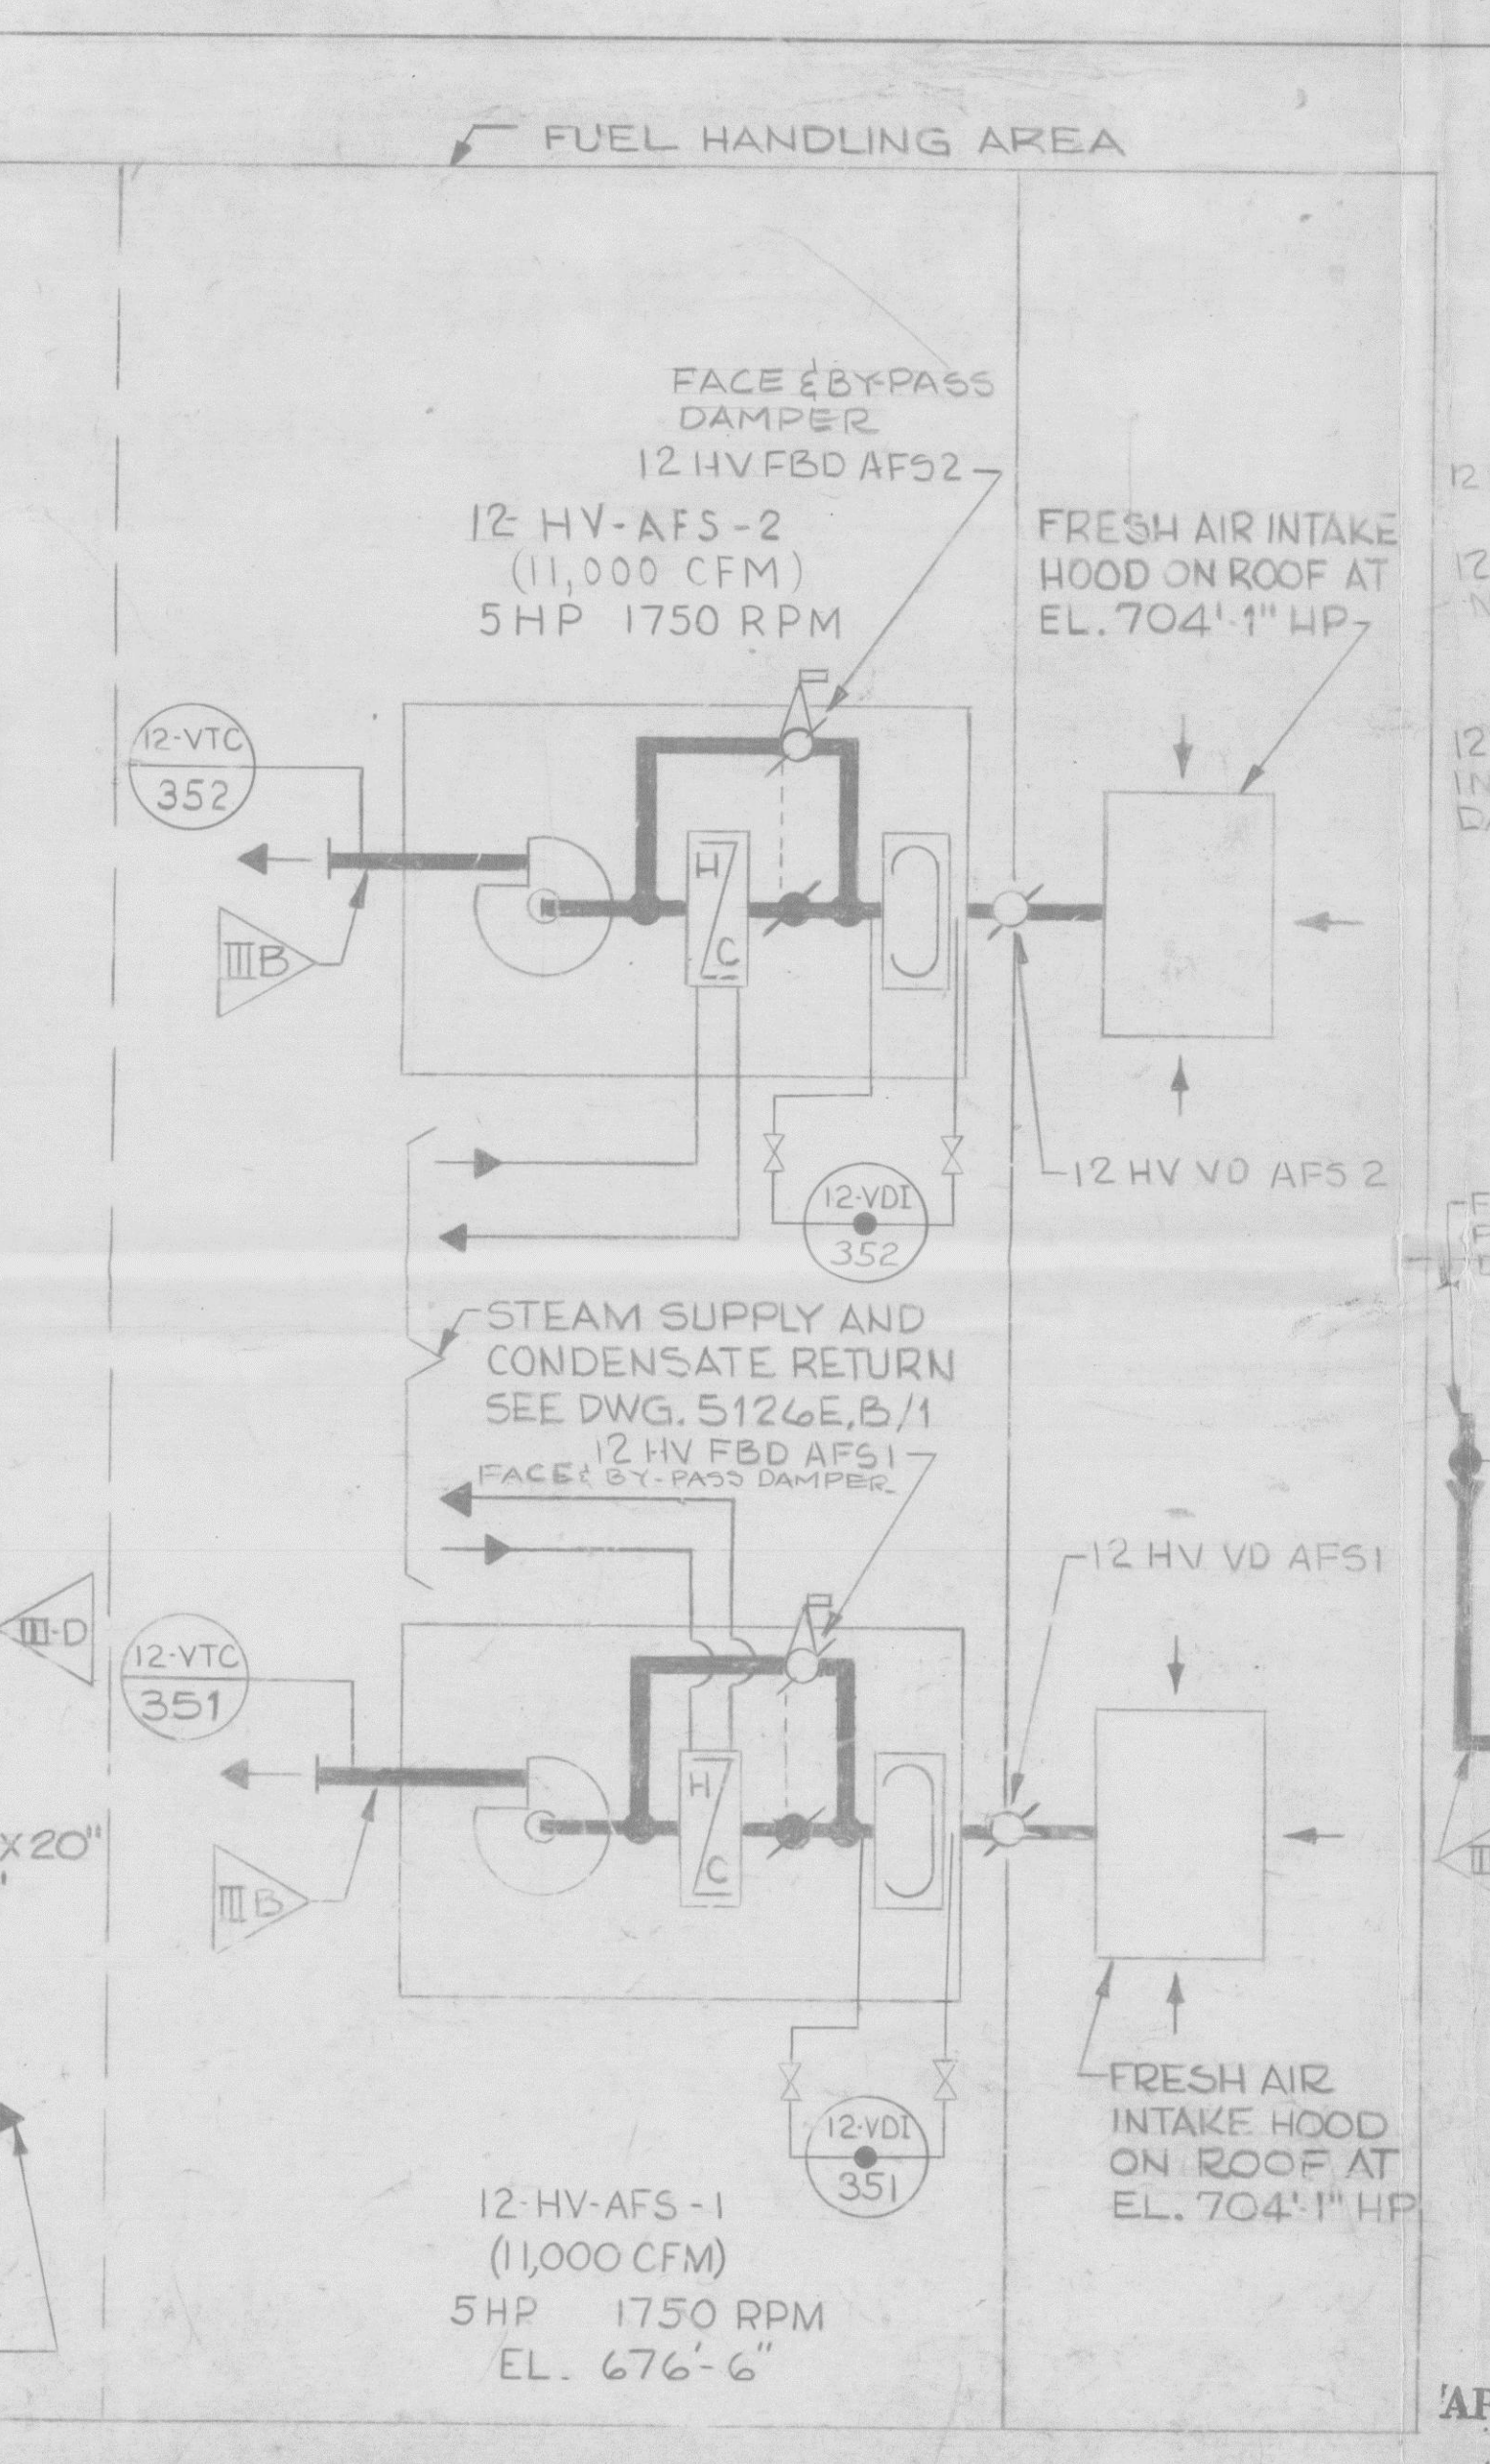 FUEL HANDLING AREA
FACE & BY-PASS
DAMPER
12 HV FBD AFS2
12- HV-AFS-2
(11,000 CFM)
5HP 1750 RPM
FRESH AIR INTAKE
HOOD ON ROOF AT
EL. 704'-1" HP
12
12
12
12-VTC
352
H
C
IIIB
12 HV VD AFS 2
12-VDI
352
STEAM SUPPLY AND
CONDENSATE RETURN
SEE DWG. 5126E,B/1
12 HV FBD AFS1
FACE & BY-PASS DAMPER
12 HV VD AFS1
III-D
12-VTC
351
H
C
X20"
IIIB
FRESH AIR
INTAKE HOOD
ON ROOF AT
EL. 704'-1" HP
12-VDI
351
12-HV-AFS-1
(11,000 CFM)
5HP 1750 RPM
EL. 676'-6"